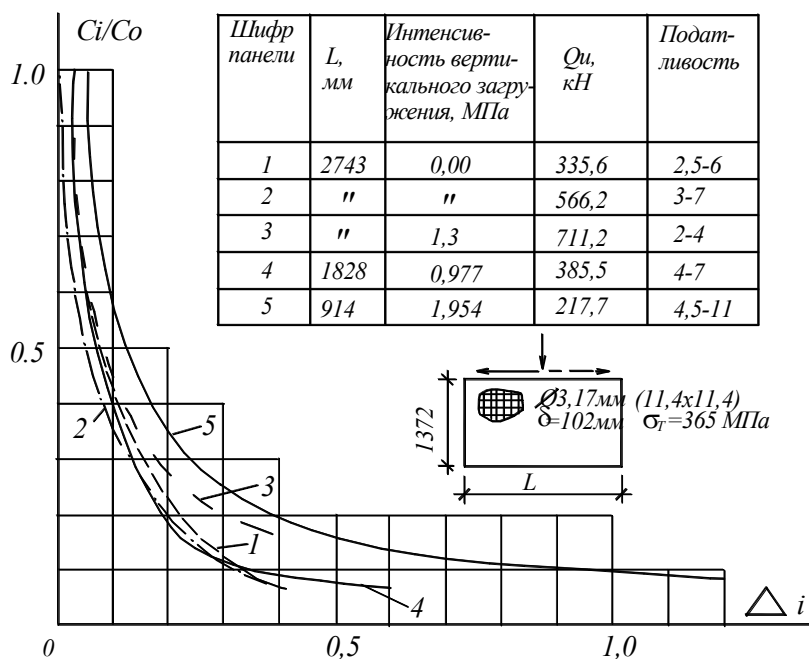 Ci/Co
Шифр панели
L, мм
Интенсив-
ность верти-
кального загру-
жения, МПа
Qu, кН
Подат-
ливость
1 2743 0,00 335,6 2,5-6
2 " " 566,2 3-7
3 " 1,3 711,2 2-4
4 1828 0,977 385,5 4-7
5 914 1,954 217,7 4,5-11
1.0
0.5
1372
Ø3,17мм (11,4x11,4)
δ=102мм σT=365 МПа
L
2
5
3
1
4
△ i
0
0,5
1,0